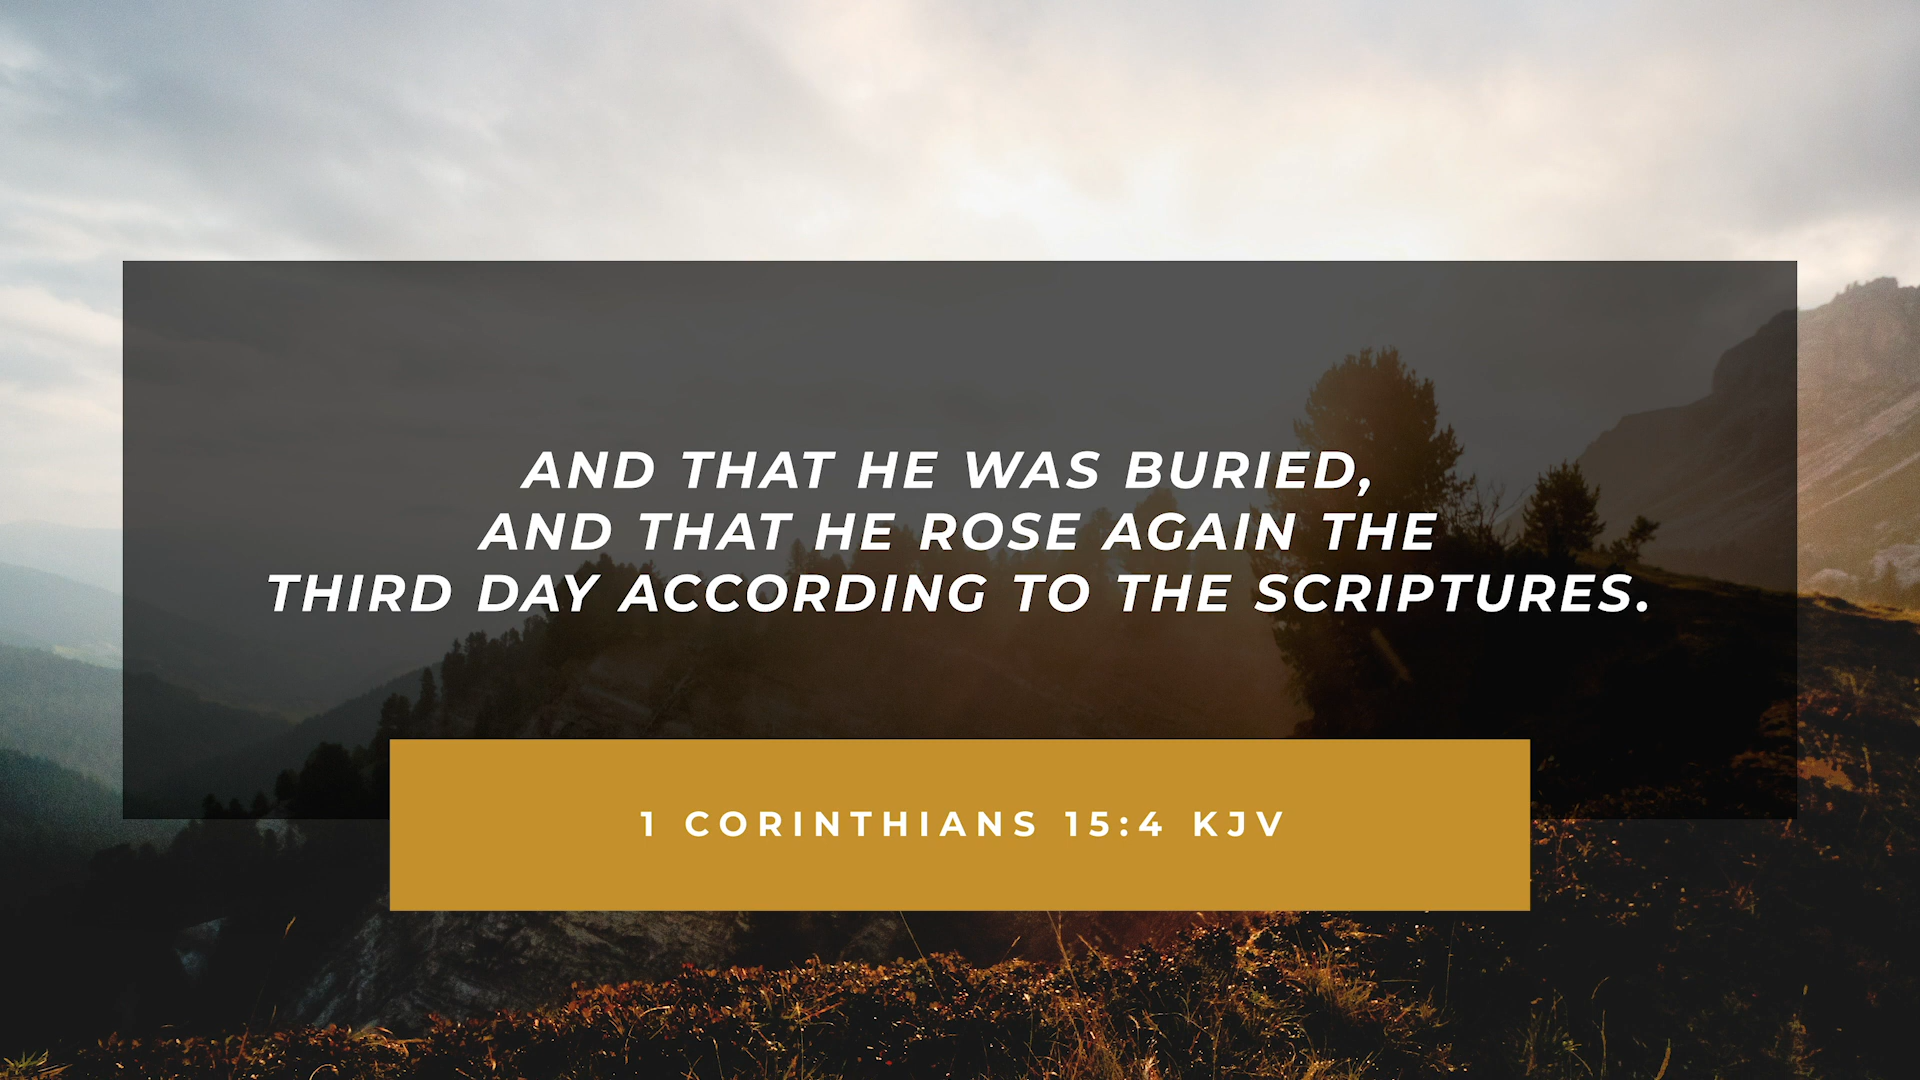 AND THAT HE WAS BURIED,
AND THAT HE ROSE AGAIN THE
THIRD DAY ACCORDING TO THE SCRIPTURES.
1 CORINTHIANS 15:4 KJV